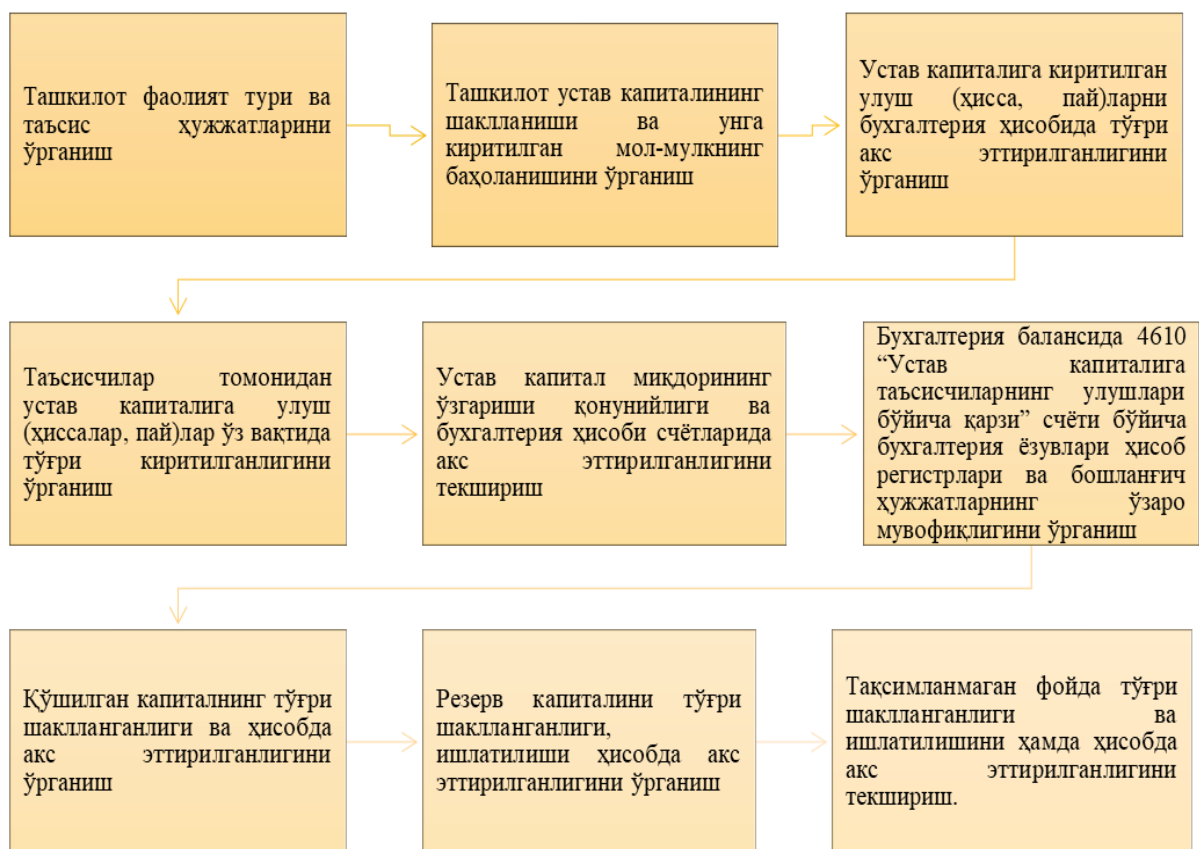 Ташкилот фаолият тури ва
таъсис ҳужжатларини
ўрганиш
Ташкилот устав капиталининг
шаклланиши ва унга
киритилган мол-мулкнинг
баҳоланишини ўрганиш
Устав капиталига киритилган
улуш (ҳисса, пай)ларни
бухгалтерия ҳисобида тўғри
акс эттирилганлигини
ўрганиш
Таъсисчилар томонидан
устав капиталига улуш
(ҳиссалар, пай)лар ўз вақтида
тўғри киритилганлигини
ўрганиш
Устав капитал миқдорининг
ўзгариши қонунийлиги ва
бухгалтерия ҳисоби счётларида
акс эттирилганлигини
текшириш
Бухгалтерия балансида 4610
“Устав капиталига
таъсисчиларнинг улушлари
бўйича қарзи” счёти бўйича
бухгалтерия ёзувлари ҳисоб
регистрлари ва бошланғич
ҳужжатларнинг ўзаро
мувофиқлигини ўрганиш
Қўшилган капиталнинг тўғри
шаклланганлиги ва ҳисобда
акс эттирилганлигини
ўрганиш
Резерв капиталини тўғри
шаклланганлиги,
ишлатилиши ҳисобда акс
эттирилганлигини ўрганиш
Тақсимланмаган фойда тўғри
шаклланганлиги ва
ишлатилишини ҳамда ҳисобда
акс эттирилганлигини
текшириш.